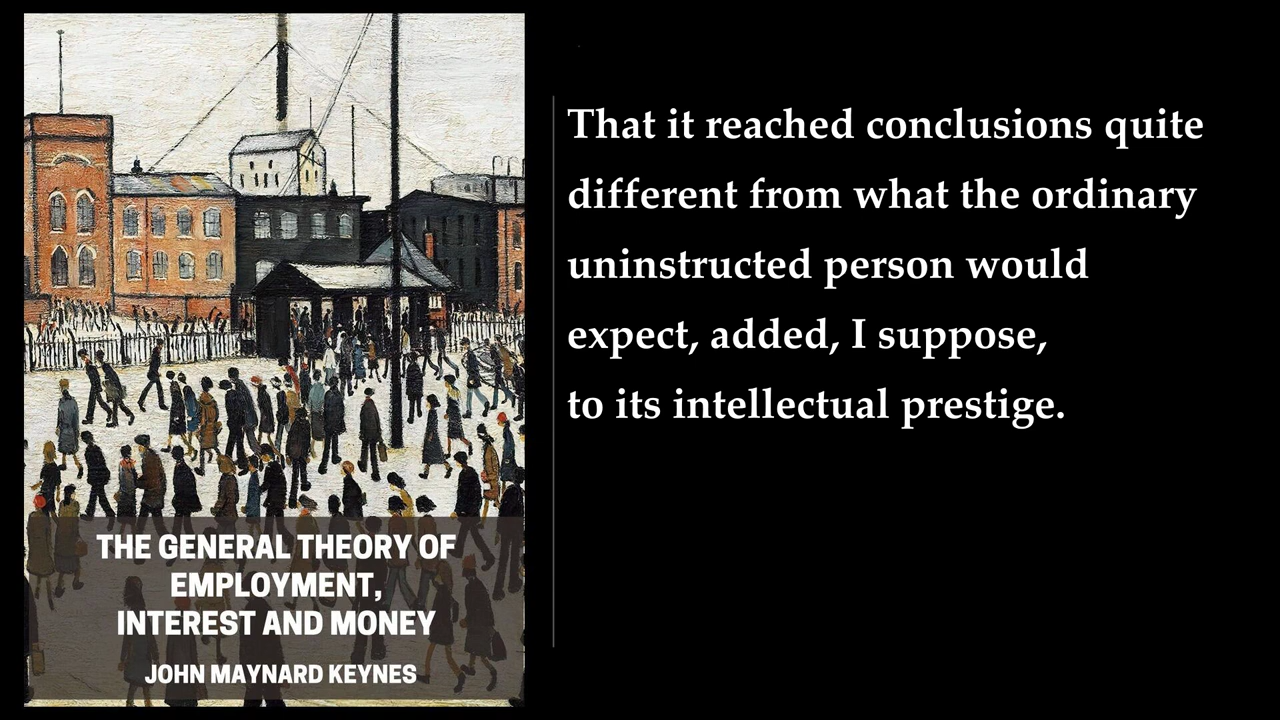 THE GENERAL THEORY OF
EMPLOYMENT,
INTEREST AND MONEY
JOHN MAYNARD KEYNES
That it reached conclusions quite
different from what the ordinary
uninstructed person would
expect, added, I suppose,
to its intellectual prestige.